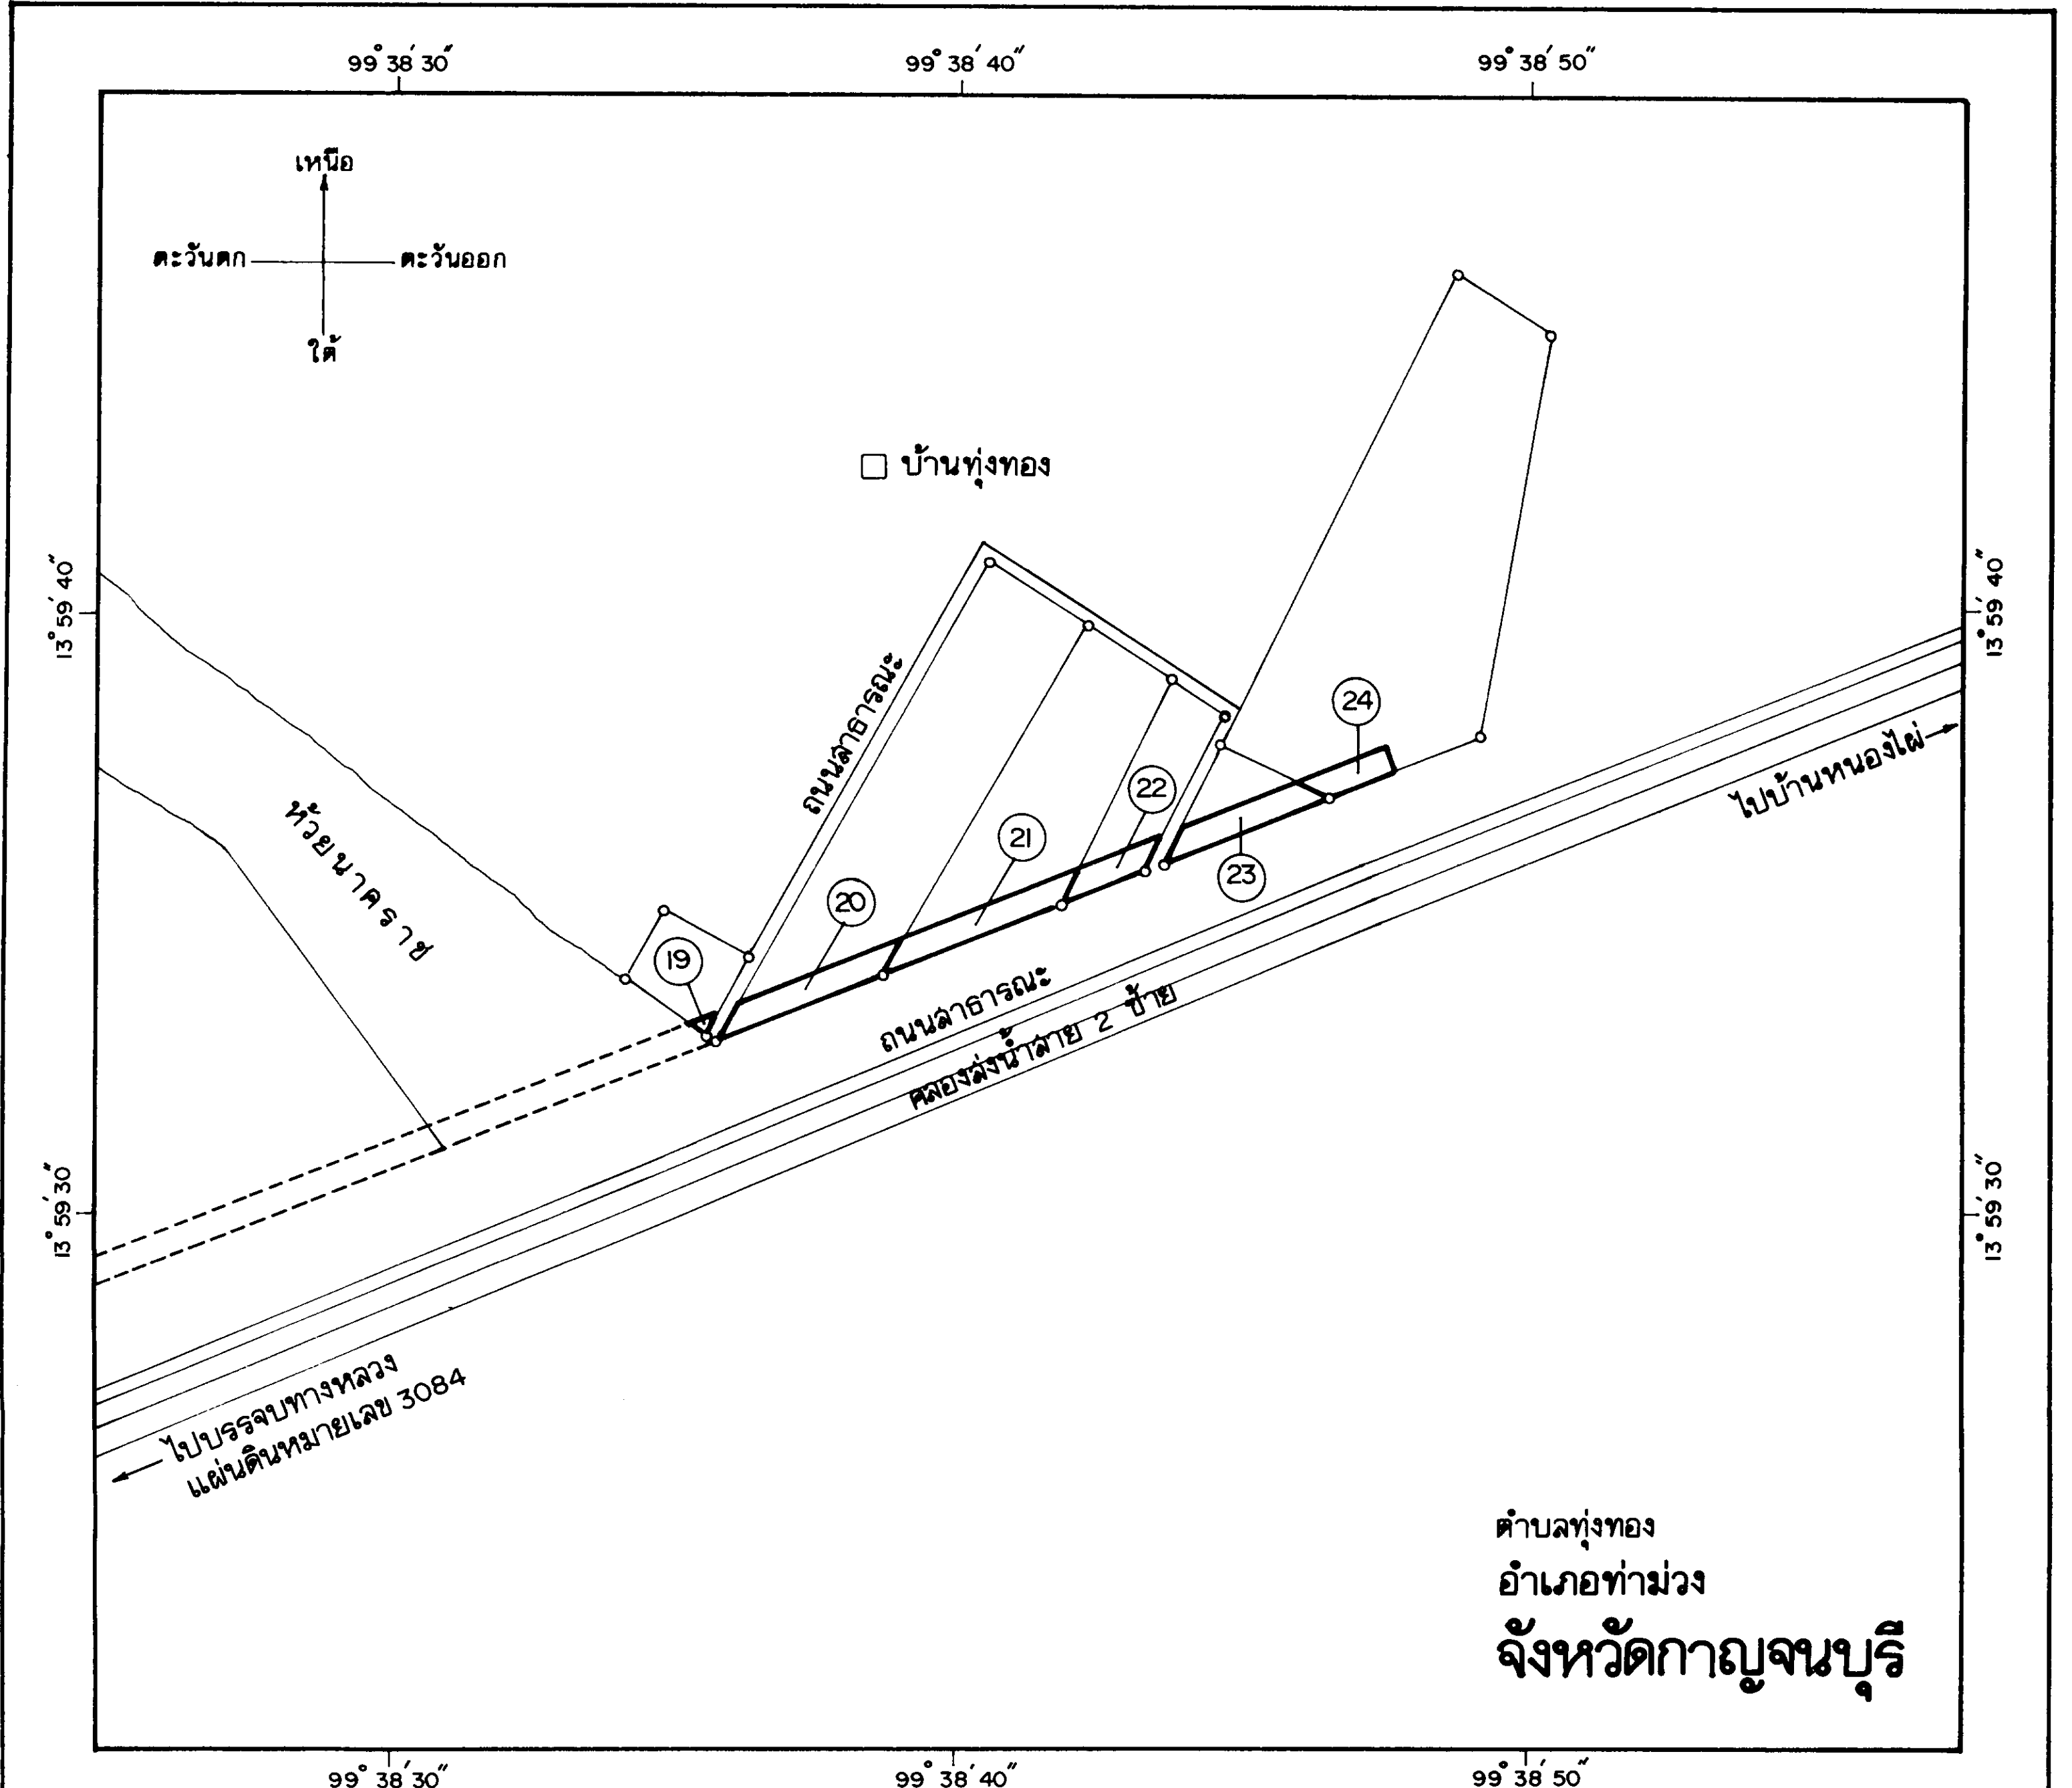 99° 38′ 30″
99° 38′ 40″
99° 38′ 50″
เหนือ
ตะวันตก
ตะวันออก
ใต้
บ้านทุ่งทอง
13° 59′ 40″
13° 59′ 40″
ถนนสาธารณะ
24
ไปบ้านหนองไผ่
22
ห้วยนาคราช
21
23
20
19
ถนนสาธารณะ
คลองส่งน้ำสาย 2 ซ้าย
13° 59′ 30″
13° 59′ 30″
ไปบรรจบทางหลวง
แผ่นดินหมายเลข 3084
ตำบลทุ่งทอง
อำเภอท่าม่วง
จังหวัดกาญจนบุรี
99° 38′ 30″
99° 38′ 40″
99° 38′ 50″